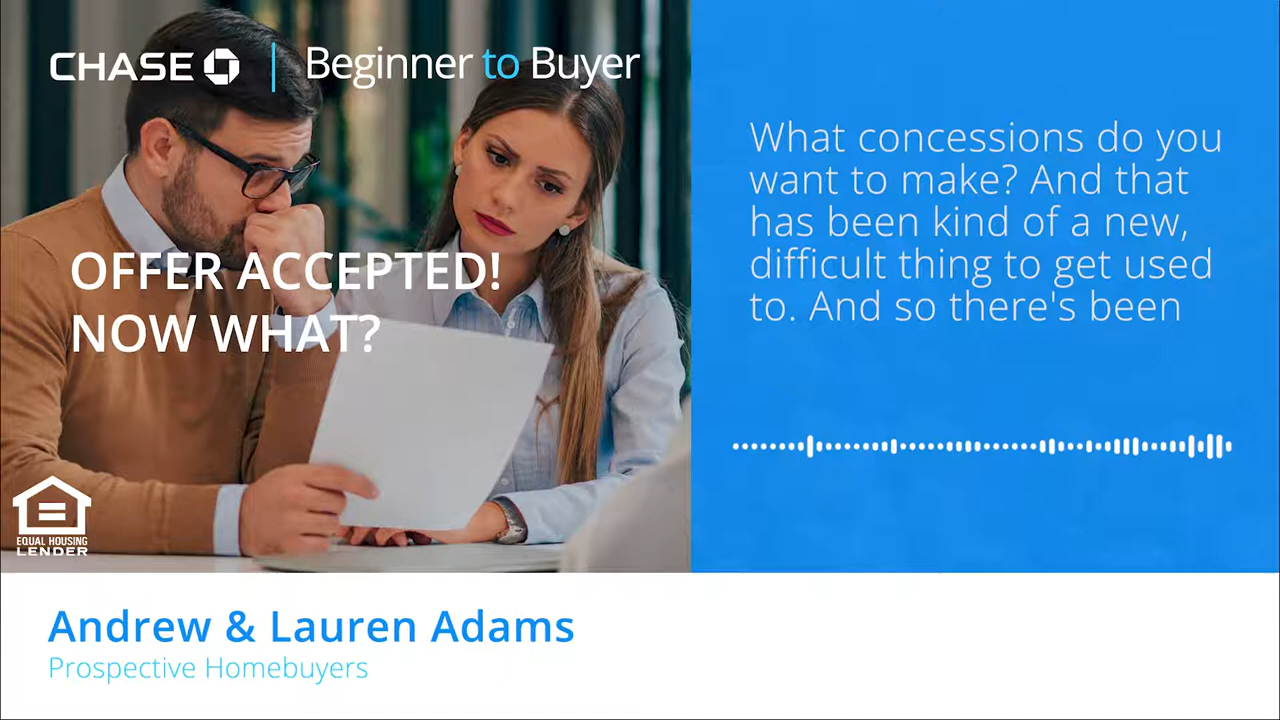 CHASE | Beginner to Buyer
OFFER ACCEPTED!
NOW WHAT?
EQUAL HOUSING
LENDER
What concessions do you
want to make? And that
has been kind of a new,
difficult thing to get used
to. And so there's been
Andrew & Lauren Adams
Prospective Homebuyers